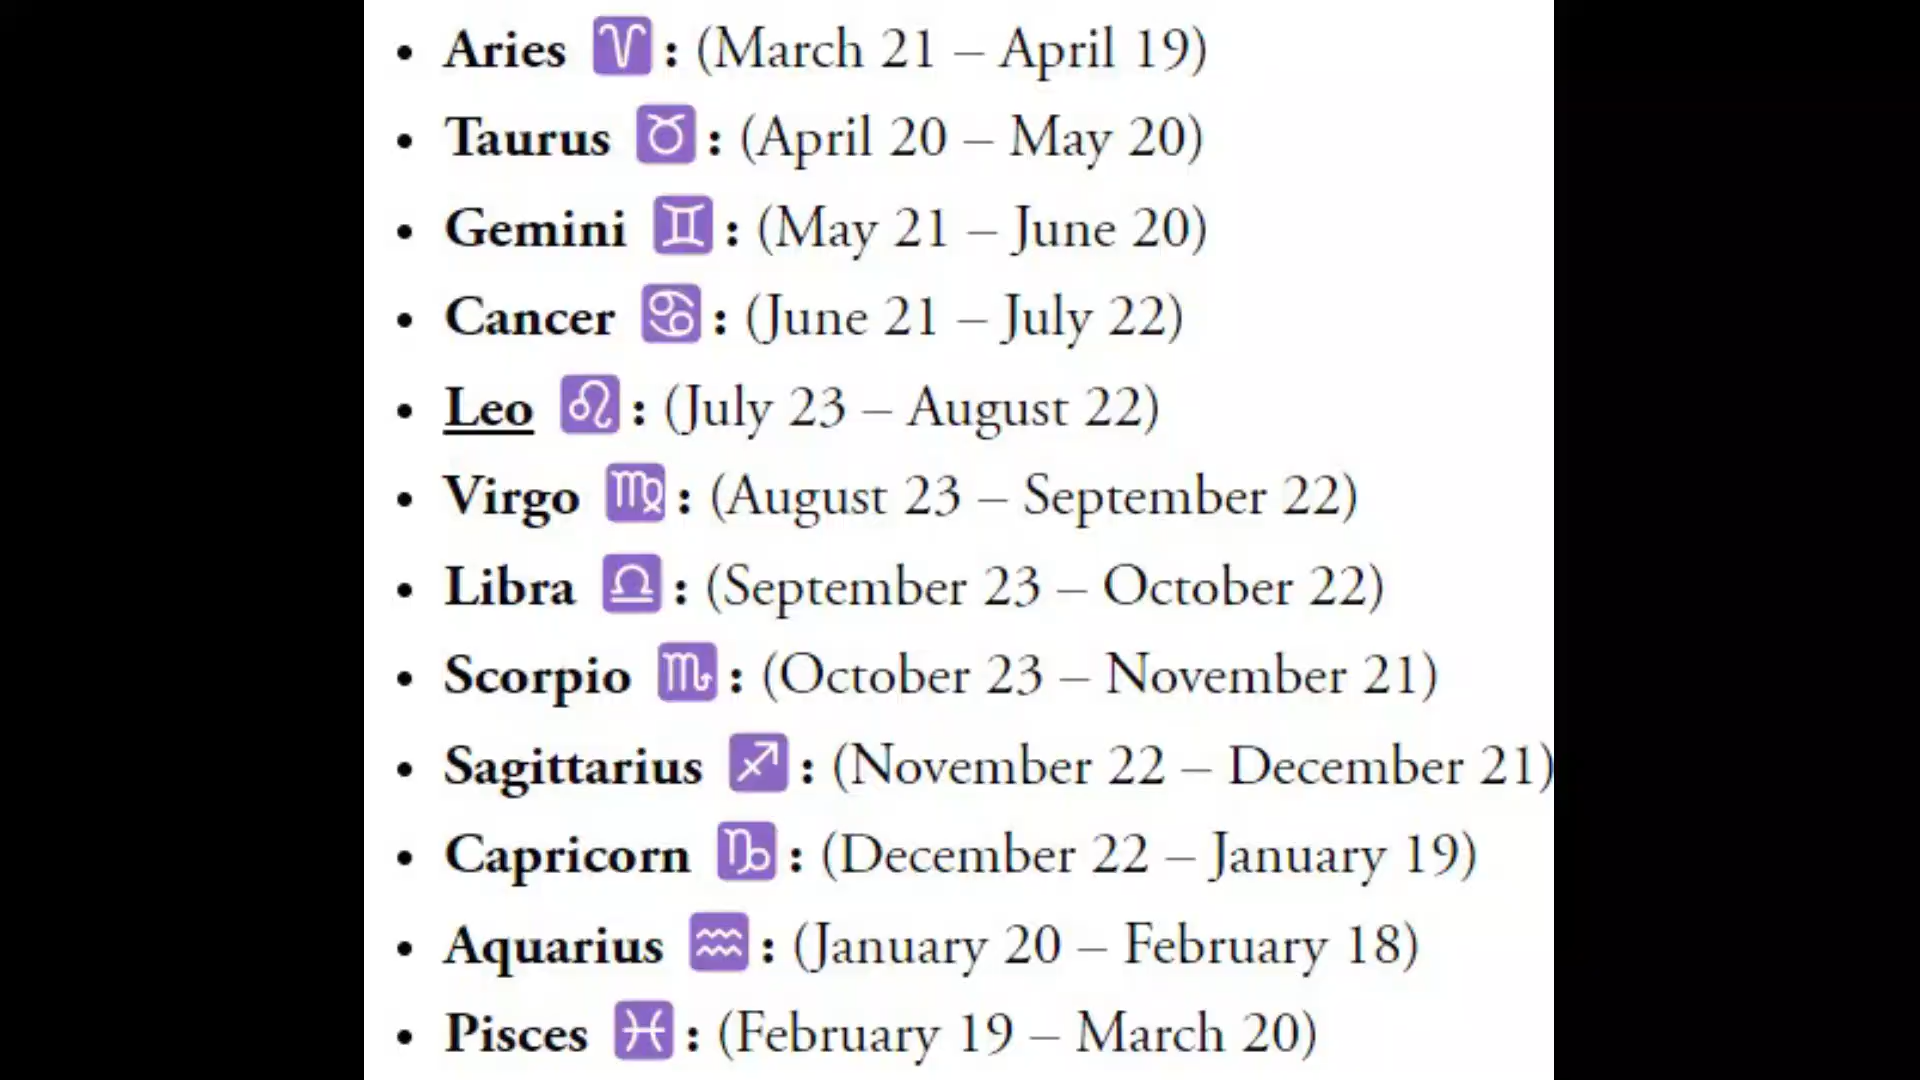 • Aries ♈ : (March 21 – April 19)
• Taurus ♉ : (April 20 – May 20)
• Gemini ♊ : (May 21 – June 20)
• Cancer ♋ : (June 21 – July 22)
• Leo ♌ : (July 23 – August 22)
• Virgo ♍ : (August 23 – September 22)
• Libra ♎ : (September 23 – October 22)
• Scorpio ♏ : (October 23 – November 21)
• Sagittarius ♐ : (November 22 – December 21)
• Capricorn ♑ : (December 22 – January 19)
• Aquarius ♒ : (January 20 – February 18)
• Pisces ♓ : (February 19 – March 20)